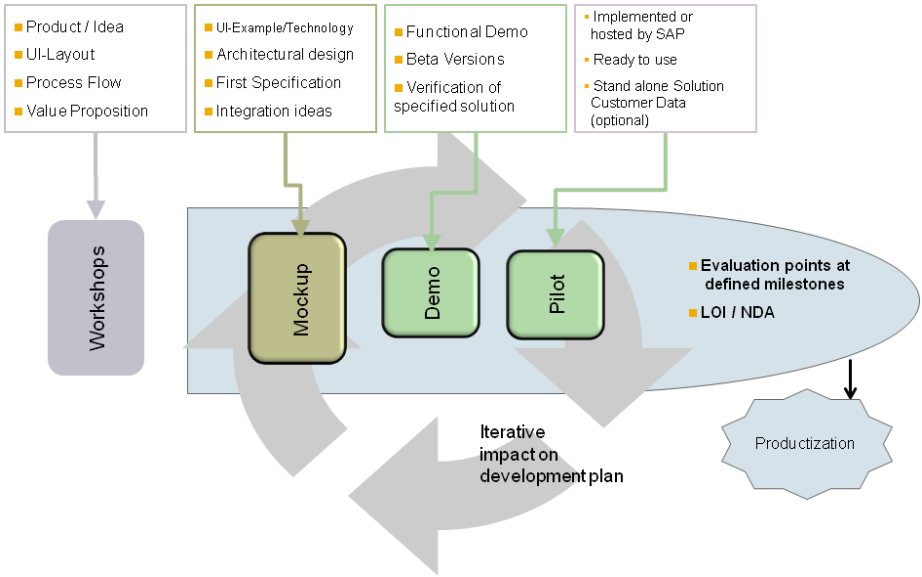 Product / Idea
UI-Layout
Process Flow
Value Proposition
UI-Example/Technology
Architectural design
First Specification
Integration ideas
Functional Demo
Beta Versions
Verification of
specified solution
Implemented or
hosted by SAP
Ready to use
Stand alone Solution
Customer Data
(optional)
Workshops
Mockup
Demo
Pilot
Evaluation points at
defined milestones
LOI / NDA
Iterative
impact on
development plan
Productization